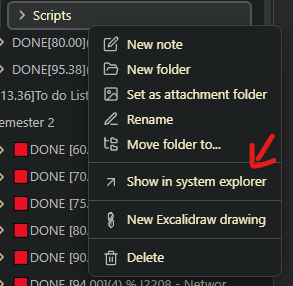 Scripts
DONE[80.00](
DONE[95.38](
13.36]To do List
emester 2
DONE [60.
DONE [70.
DONE [75.
DONE [80.
DONE [90.
DONE [94.00](4) % I2208 - Networ
New note
New folder
Set as attachment folder
Rename
Move folder to...
Show in system explorer
New Excalidraw drawing
Delete